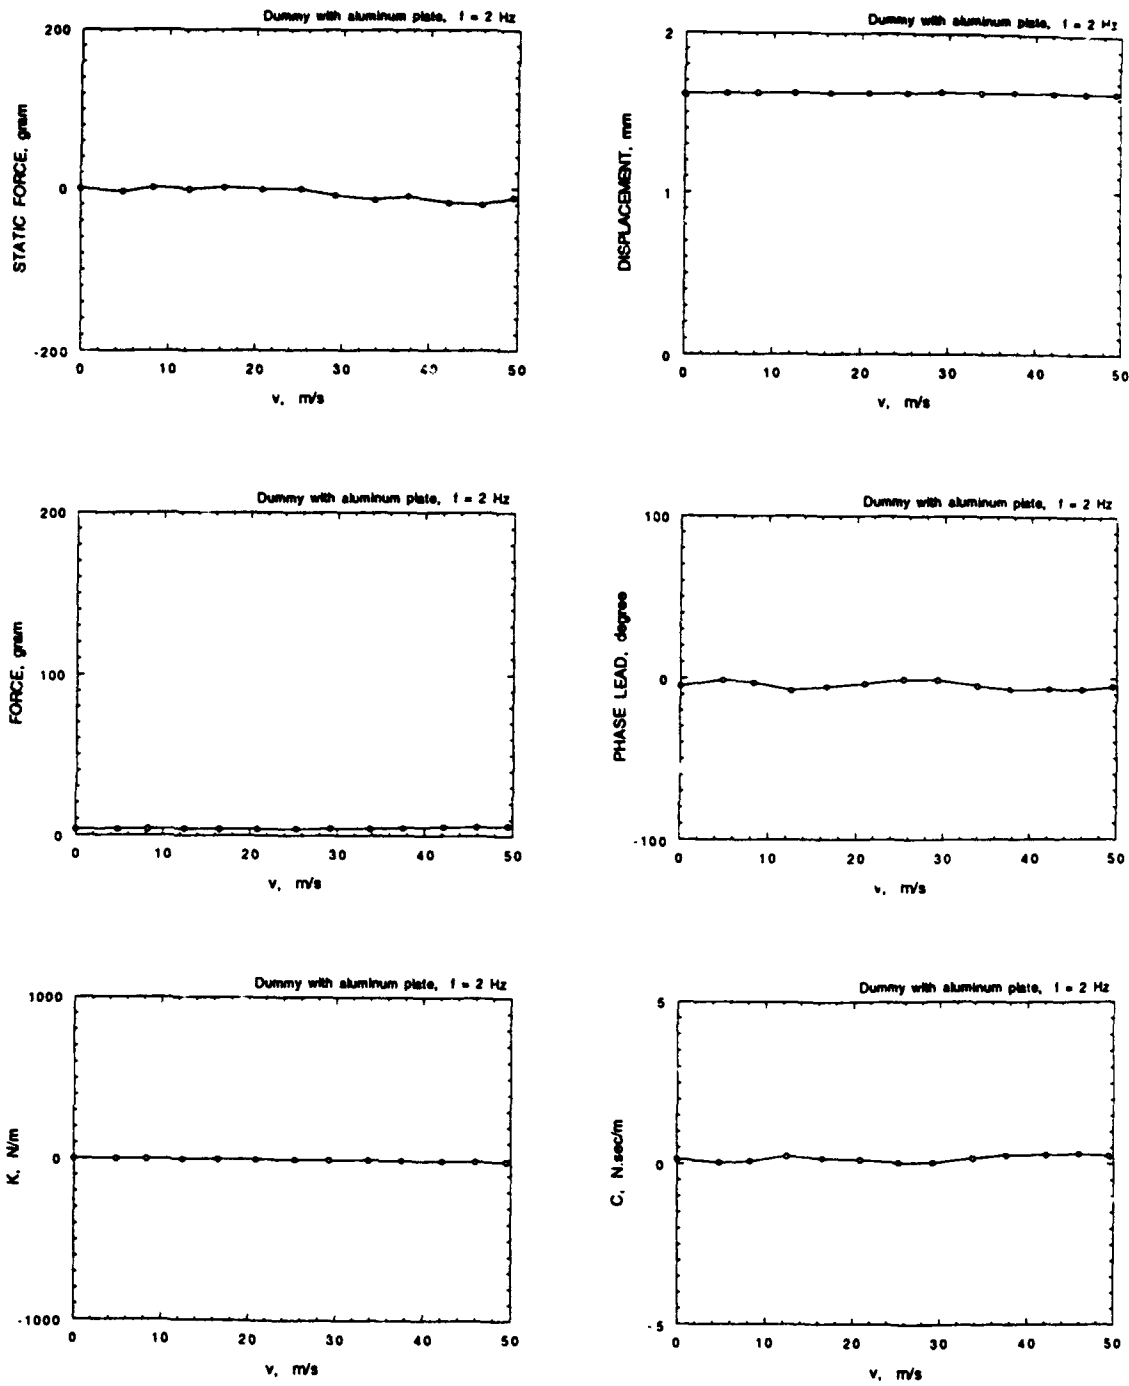 Dummy with aluminum plate, f = 2 Hz
200
0
-200
STATIC FORCE, gram
0 10 20 30 40 50
v, m/s
Dummy with aluminum plate, f = 2 Hz
2
1
0
DISPLACEMENT, mm
0 10 20 30 40 50
v, m/s
Dummy with aluminum plate, f = 2 Hz
200
100
0
FORCE, gram
0 10 20 30 40 50
v, m/s
Dummy with aluminum plate, f = 2 Hz
100
0
-100
PHASE LEAD, degree
0 10 20 30 40 50
v, m/s
Dummy with aluminum plate, f = 2 Hz
1000
0
-1000
K, N/m
0 10 20 30 40 50
v, m/s
Dummy with aluminum plate, f = 2 Hz
5
0
-5
C, N.sec/m
0 10 20 30 40 50
v, m/s